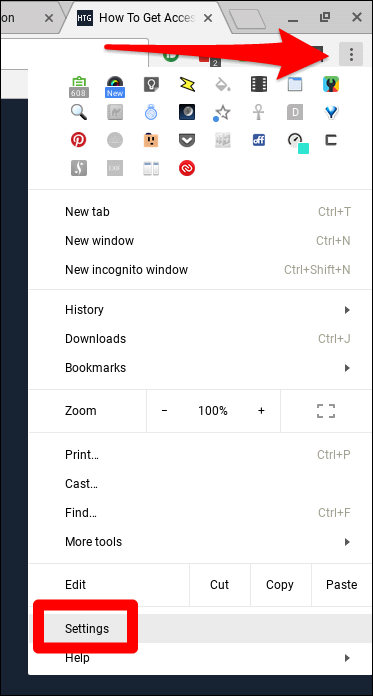 on
HTG How To Get Acces
2
608
New
D
off
EXIF
New tab Ctrl+T
New window Ctrl+N
New incognito window Ctrl+Shift+N
History
Downloads Ctrl+J
Bookmarks
Zoom - 100% +
Print... Ctrl+P
Cast...
Find... Ctrl+F
More tools
Edit Cut Copy Paste
Settings
Help